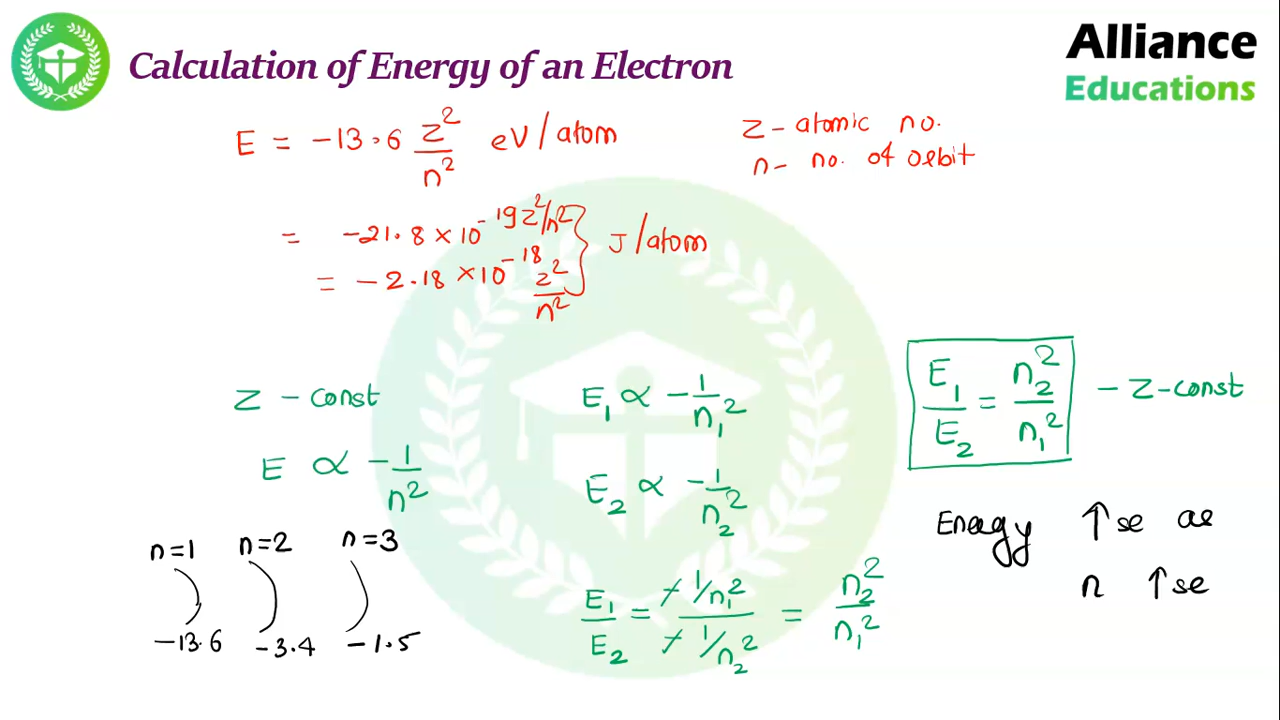 Calculation of Energy of an Electron
Alliance
Educations
E = -13.6 z²/n² eV/atom
z - atomic no.
n - no. of orbit
= -21.8 × 10⁻¹⁹ z²/n²
= -2.18 × 10⁻¹⁸ z²/n²
} J/atom
Z - const
E ∝ -1/n²
n=1 n=2 n=3
-13.6 -3.4 -1.5
E₁ ∝ -1/n₁²
E₂ ∝ -1/n₂²
E₁/E₂ = -1/n₁² / -1/n₂² = n₂²/n₁²
E₁/E₂ = n₂²/n₁² - Z-const
Energy ↑se as
n ↑se